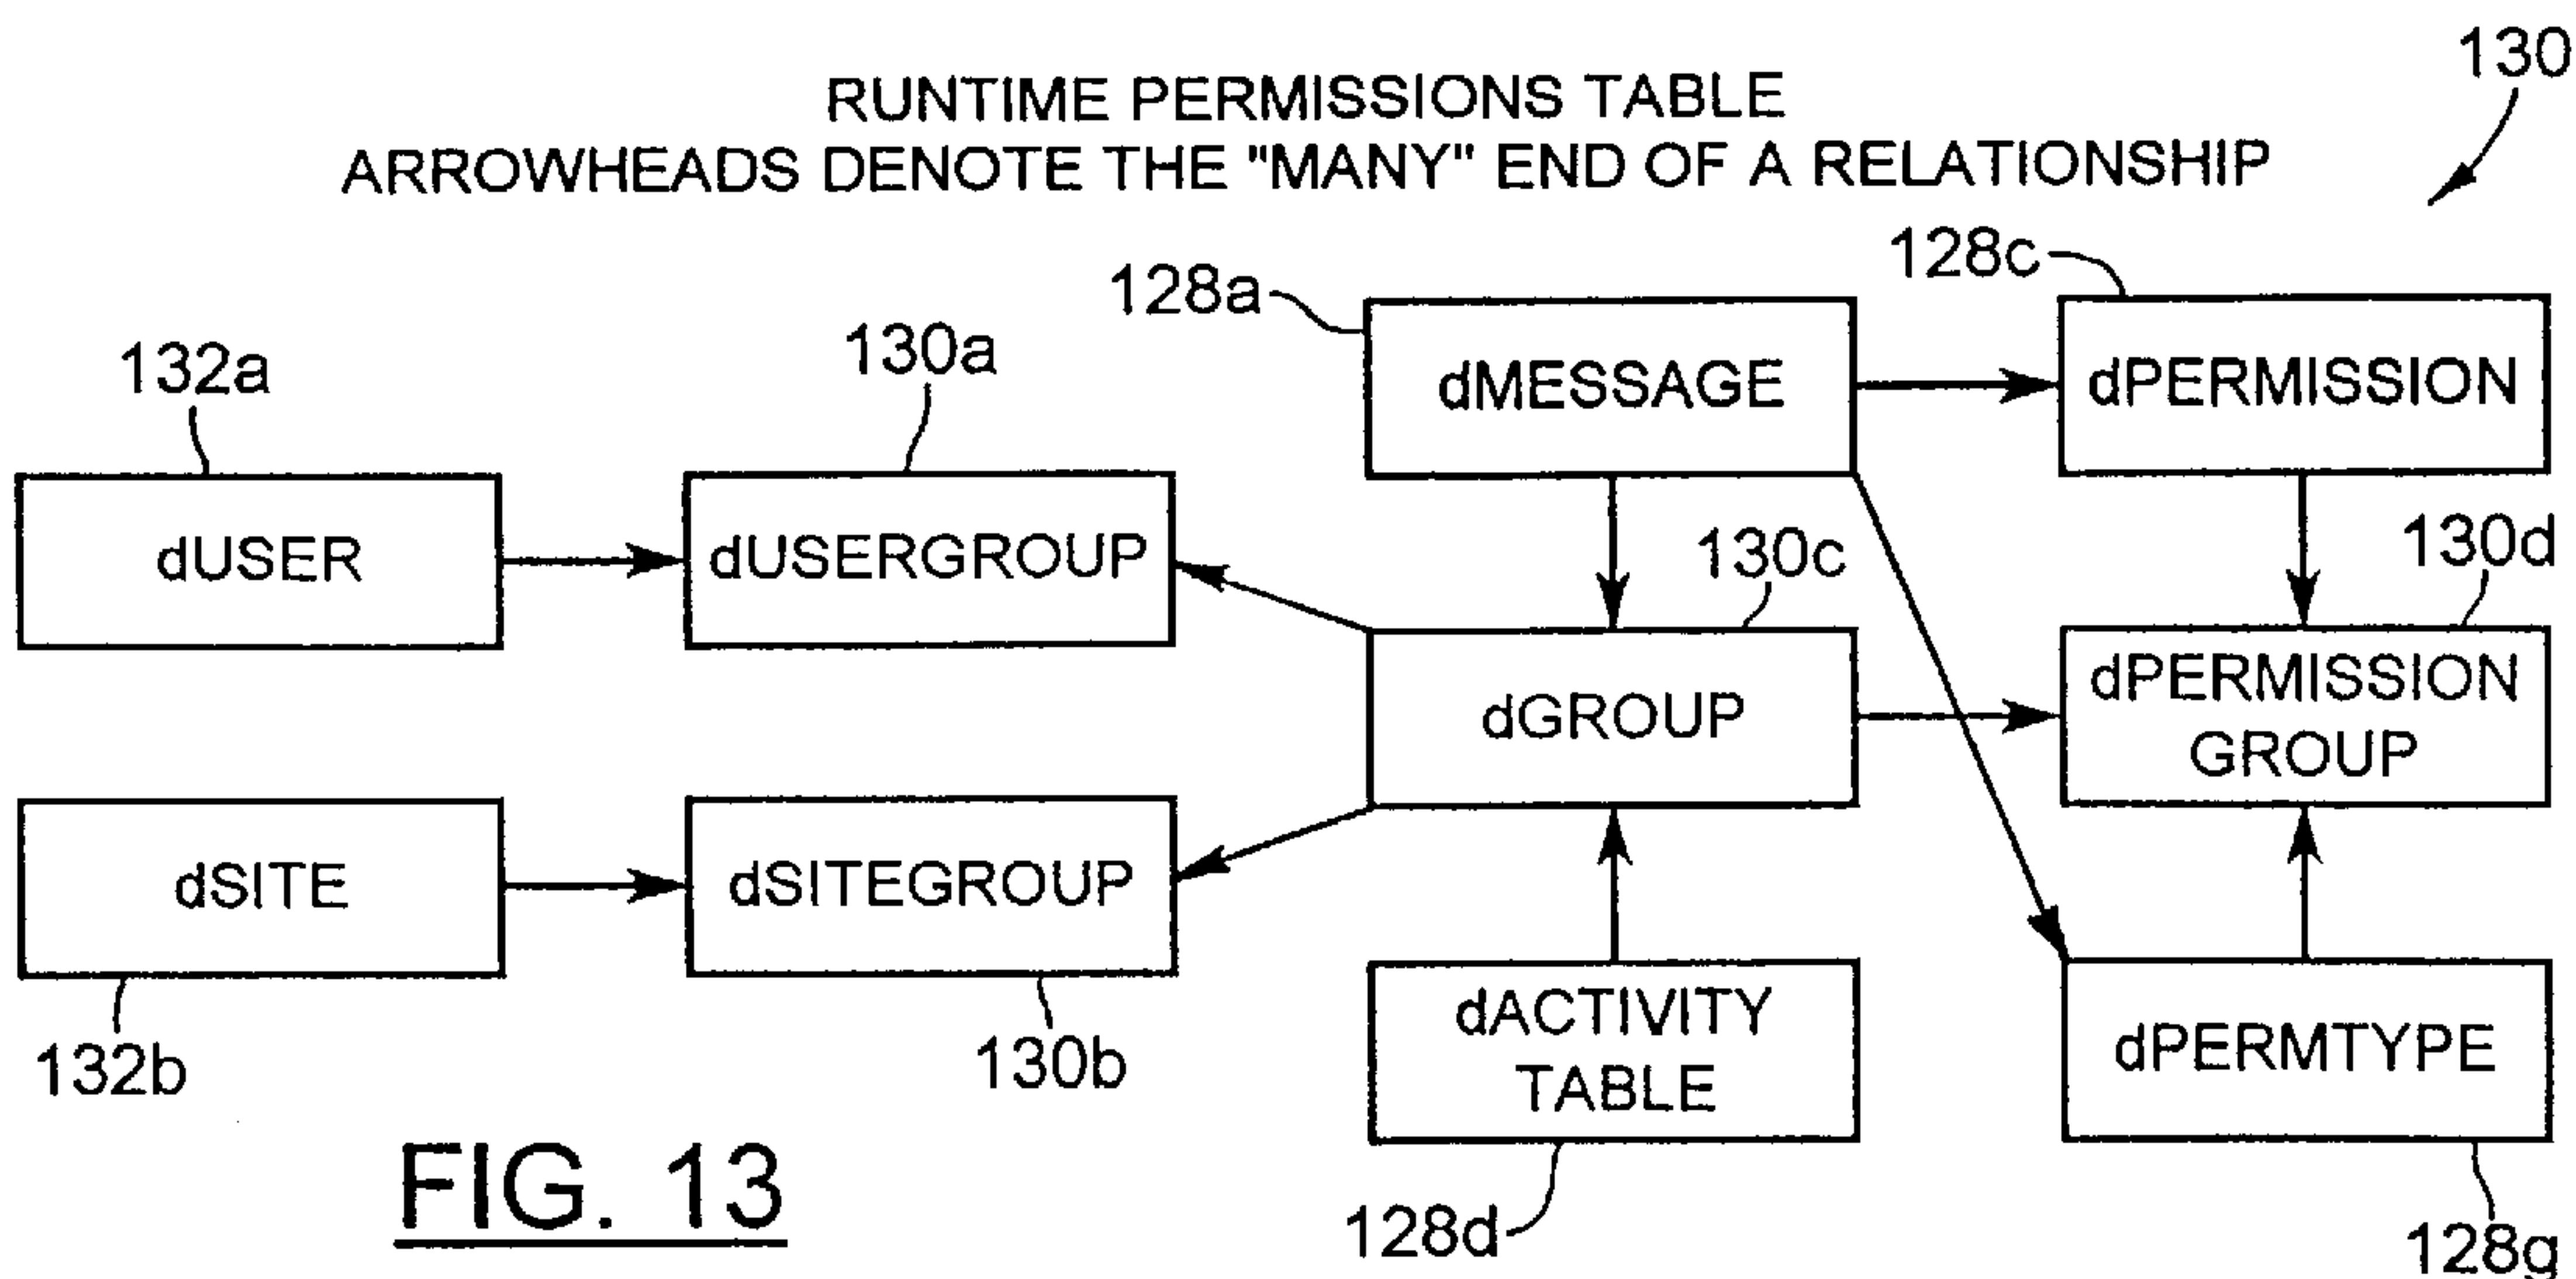 130
RUNTIME PERMISSIONS TABLE
ARROWHEADS DENOTE THE "MANY" END OF A RELATIONSHIP
128c
128a
130a
132a
dMESSAGE
dPERMISSION
130c
130d
dUSER
dUSERGROUP
dGROUP
dPERMISSION
GROUP
dSITE
dSITEGROUP
dACTIVITY
TABLE
dPERMTYPE
132b
130b
FIG. 13
128d
128g